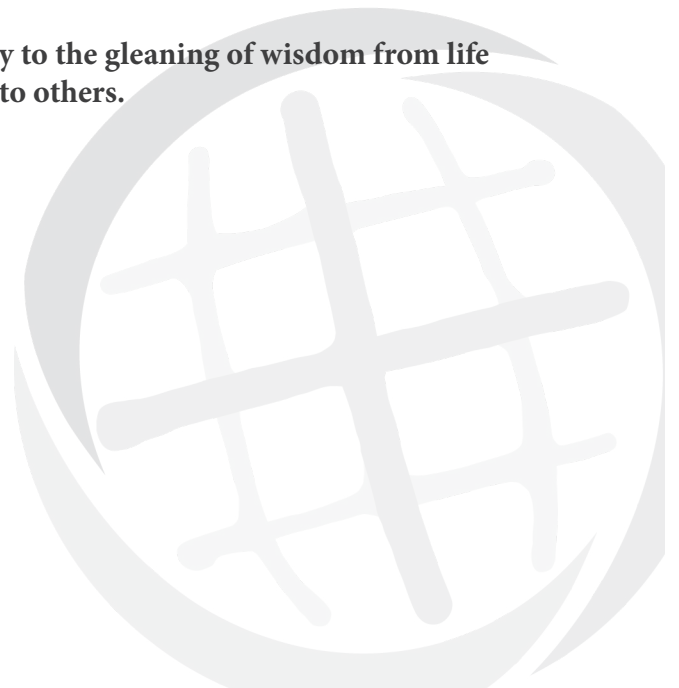 y to the gleaning of wisdom from life
to others.